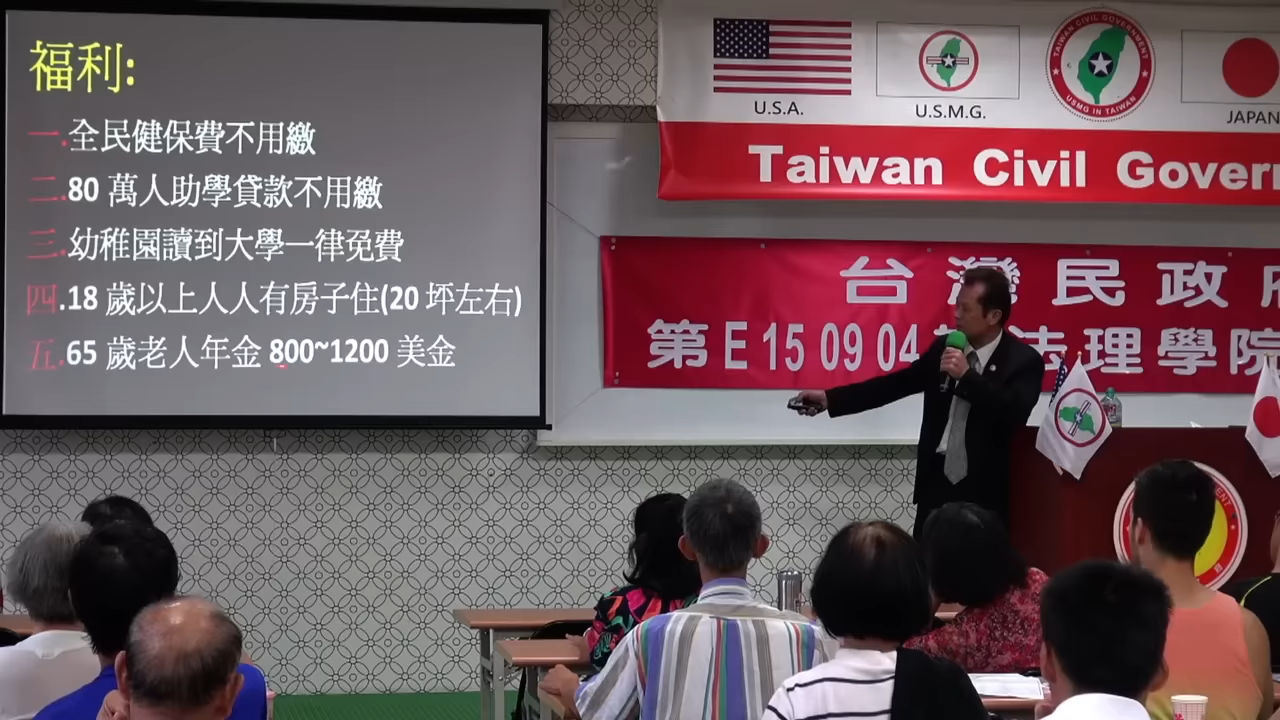 福利:
一.全民健保費不用繳
二.80 萬人助學貸款不用繳
三.幼稚園讀到大學一律免費
四.18 歲以上人人有房子住(20 坪左右)
五.65 歲老人年金 800~1200 美金
U.S.A.
U.S.M.G.
TAIWAN CIVIL GOVERNMENT
USMG IN TAIWAN
JAPAN
Taiwan Civil Govern
台灣民政府
第 E 15 09 04 法理學院